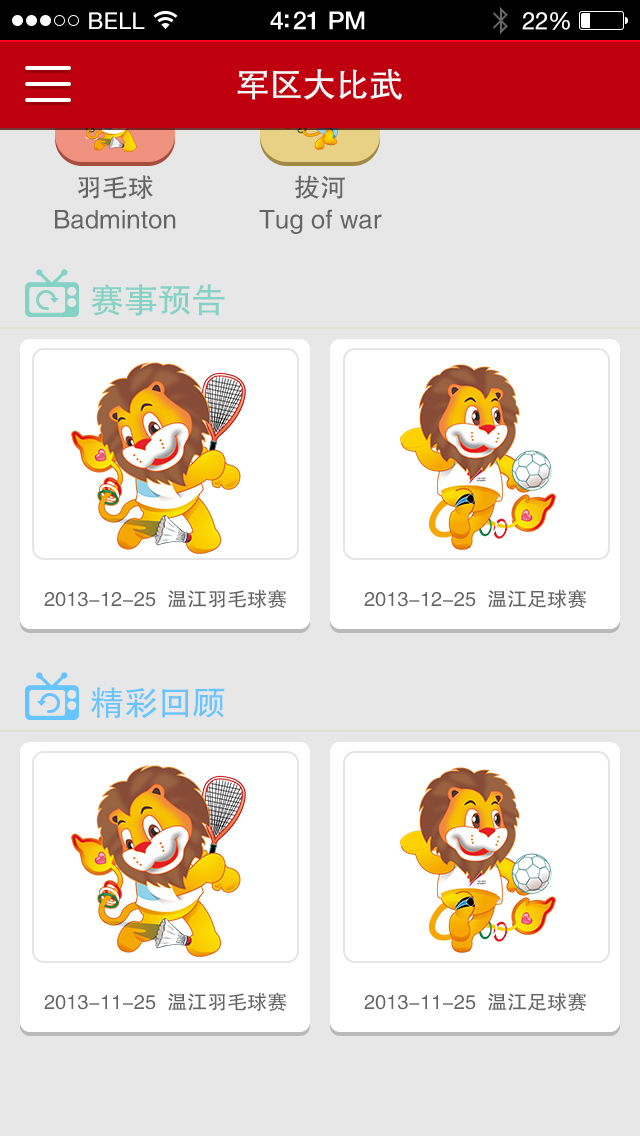 BELL 4:21 PM 22%
军区大比武
羽毛球 拔河
Badminton Tug of war
赛事预告
2013-12-25 温江羽毛球赛
2013-12-25 温江足球赛
精彩回顾
2013-11-25 温江羽毛球赛
2013-11-25 温江足球赛